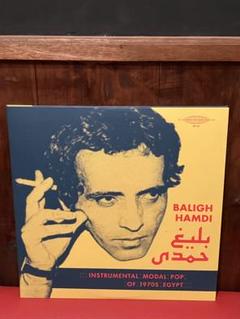 BALIGH
HAMDI
بليغ
حمدي
INSTRUMENTAL MODAL POP
OF 1970S EGYPT